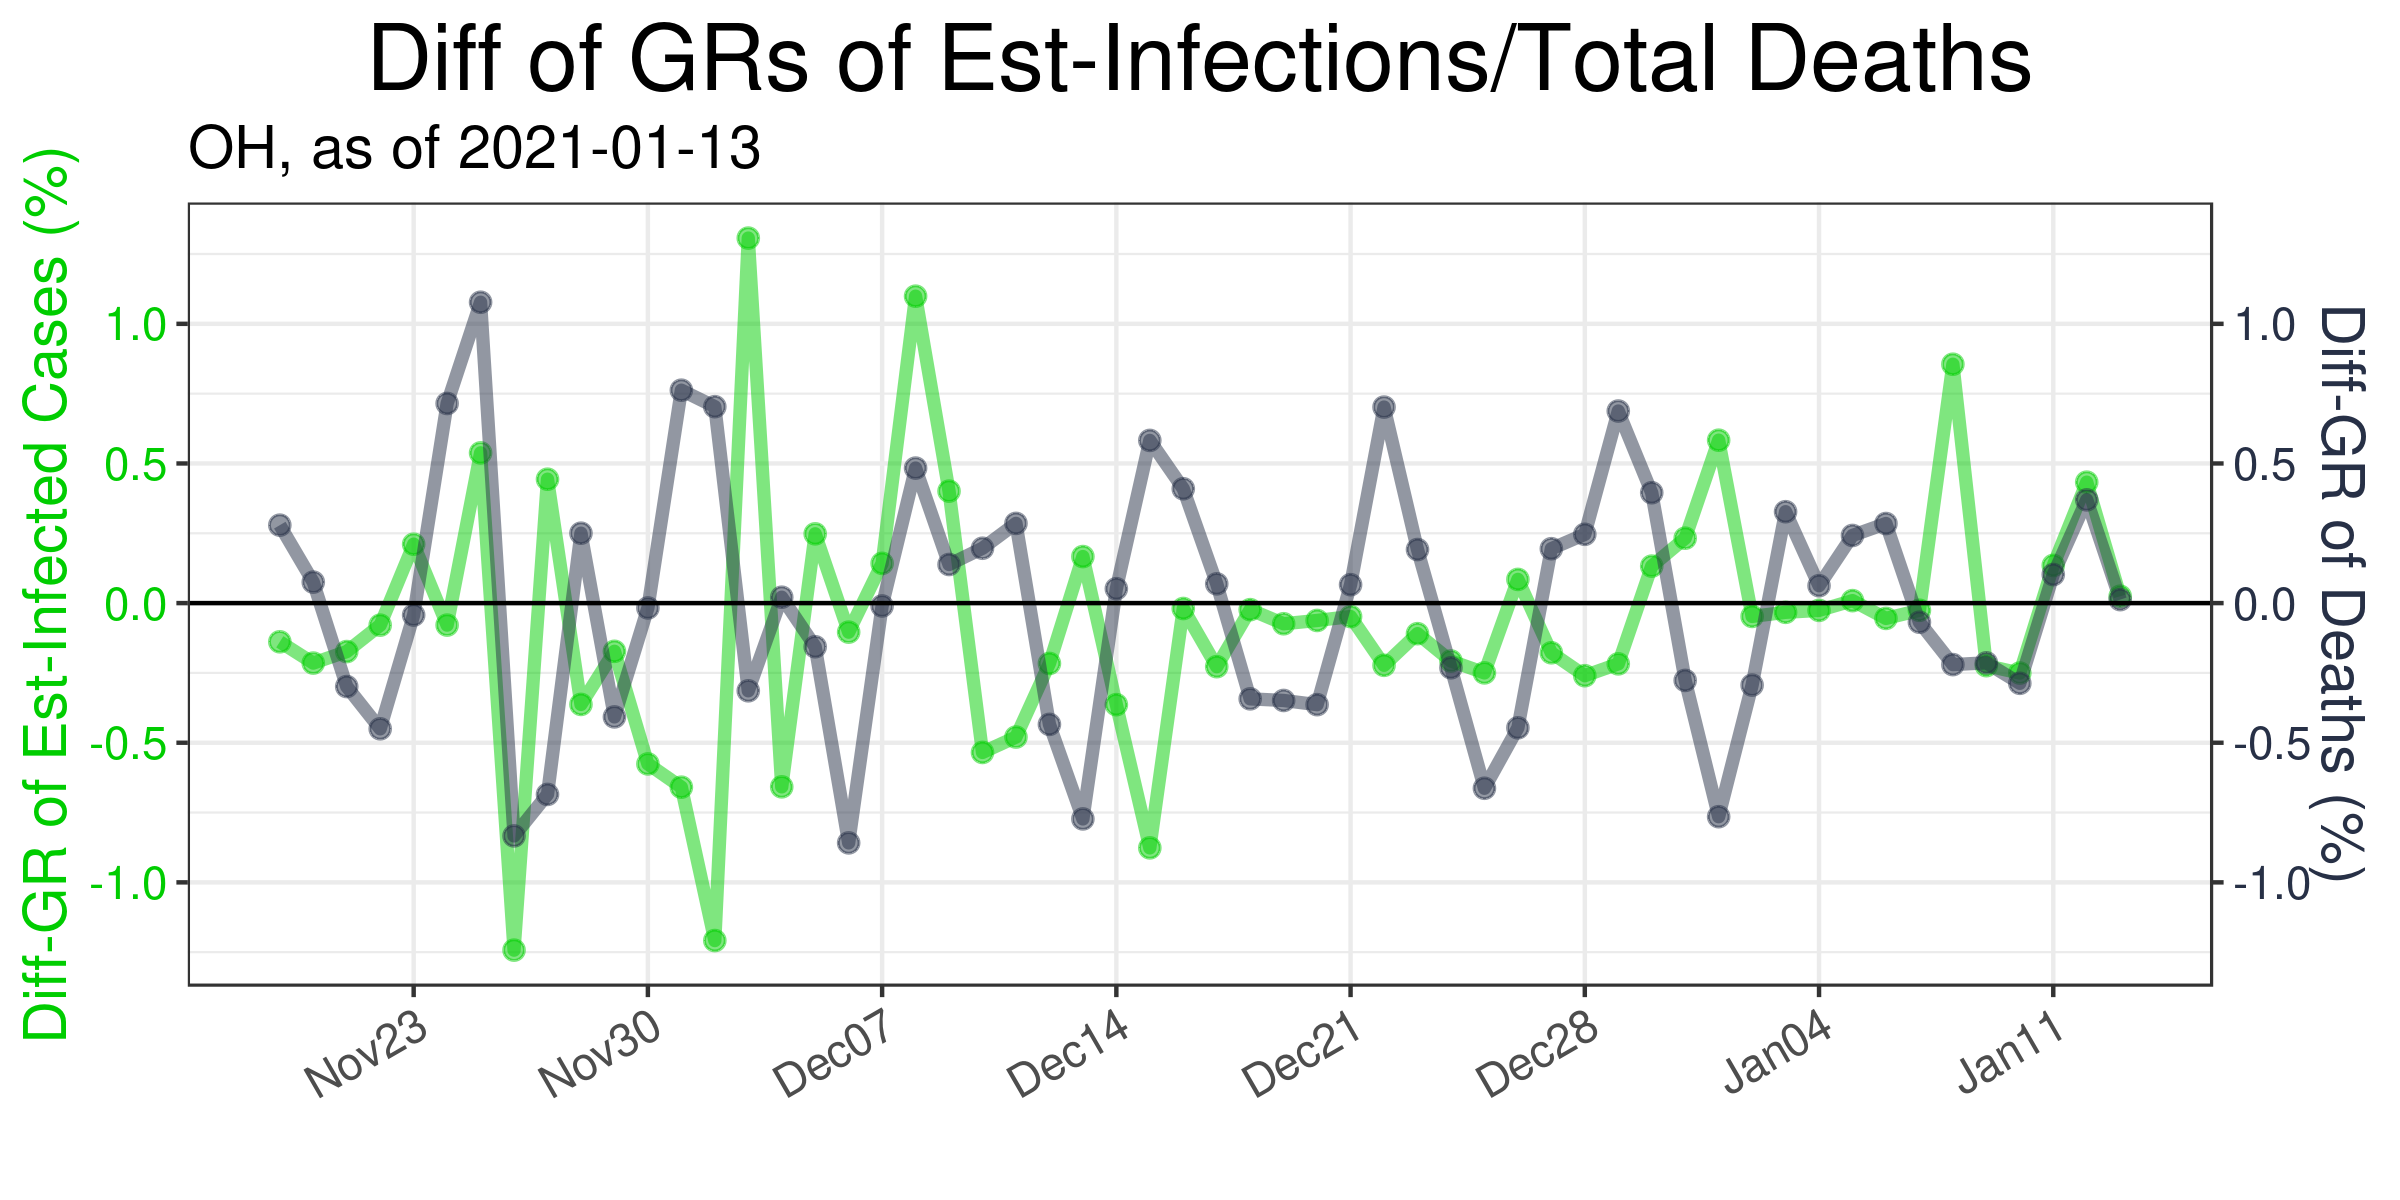 Diff of GRs of Est-Infections/Total Deaths
OH, as of 2021-01-13
Diff-GR of Est-Infected Cases (%)
1.0
0.5
0.0
-0.5
-1.0
1.0
0.5
0.0
-0.5
-1.0
Diff-GR of Deaths (%)
Nov23
Nov30
Dec07
Dec14
Dec21
Dec28
Jan04
Jan11